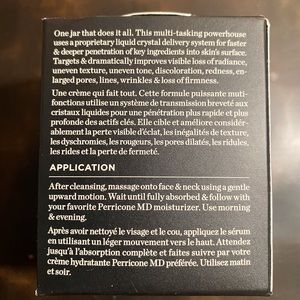 One jar that does it all. This multi-tasking powerhouse
uses a proprietary liquid crystal delivery system for faster
& deeper penetration of key ingredients into skin's surface.
Targets & dramatically improves visible loss of radiance,
uneven texture, uneven tone, discoloration, redness, en-
larged pores, lines, wrinkles & loss of firmness.
Une crème qui fait tout. Cette formule puissante multi-
fonctions utilise un système de transmission breveté aux
cristaux liquides pour une pénétration plus rapide et plus
profonde des actifs clés. Elle cible et améliore considér-
ablement la perte visible d'éclat, les inégalités de texture,
les dyschromies, les rougeurs, les pores dilatés, les ridules,
les rides et la perte de fermeté.
APPLICATION
After cleansing, massage onto face & neck using a gentle
upward motion. Wait until fully absorbed & follow with
your favorite Perricone MD moisturizer. Use morning
& evening.
Après avoir nettoyé le visage et le cou, appliquez le sérum
en utilisant un léger mouvement vers le haut. Attendez
jusqu'à l'absorption complète et faites suivre par votre
crème hydratante Perricone MD préférée. Utilisez matin
et soir.